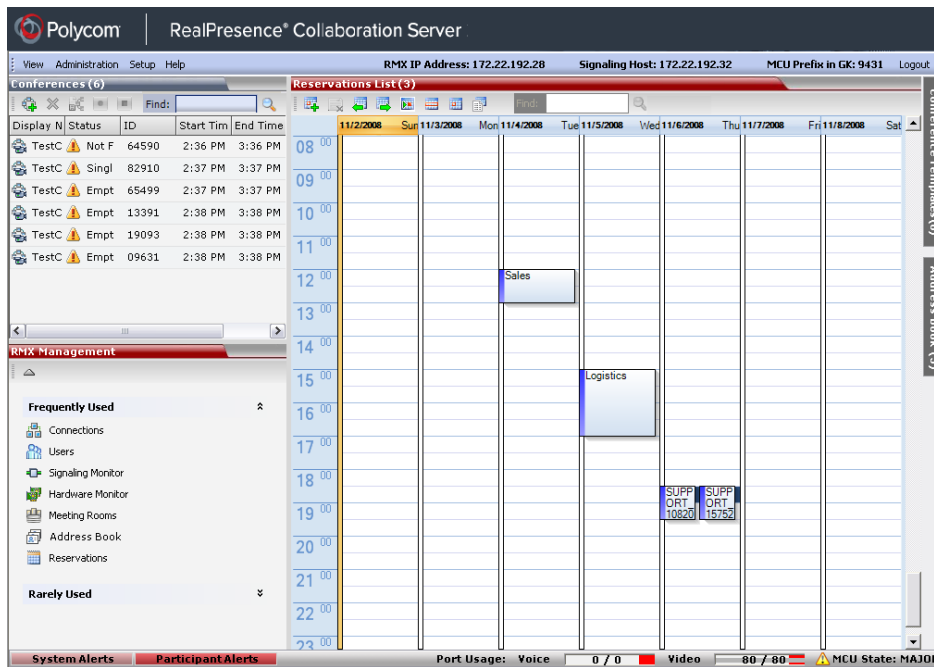 Polycom RealPresence® Collaboration Server
View Administration Setup Help RMX IP Address: 172.22.192.28 Signaling Host: 172.22.192.32 MCU Prefix in GK: 9431 Logout
Conferences (6)
Find:
Display N Status ID Start Tim End Time
TestC Not F 64590 2:36 PM 3:36 PM
TestC Singl 82910 2:37 PM 3:37 PM
TestC Empt 65499 2:37 PM 3:37 PM
TestC Empt 13391 2:38 PM 3:38 PM
TestC Empt 19093 2:38 PM 3:38 PM
TestC Empt 09631 2:38 PM 3:38 PM
RMX Management
Frequently Used
Connections
Users
Signaling Monitor
Hardware Monitor
Meeting Rooms
Address Book
Reservations
Rarely Used
Reservations List (3)
Find:
11/2/2008 Sun 11/3/2008 Mon 11/4/2008 Tue 11/5/2008 Wed 11/6/2008 Thu 11/7/2008 Fri 11/8/2008 Sat
08 00
09 00
10 00
11 00
12 00
Sales
13 00
14 00
15 00
Logistics
16 00
17 00
18 00
SUPP
ORT
10820
SUPP
ORT
15752
19 00
20 00
21 00
22 00
23 00
Conference Templates (6)
Address Book (5)
System Alerts Participant Alerts Port Usage: Voice 0 / 0 Video 80 / 80 MCU State: MAJOR